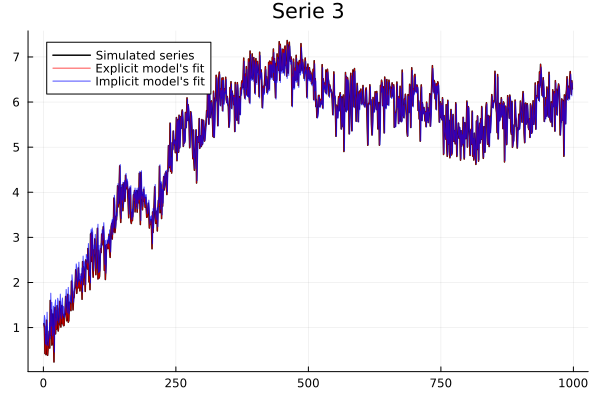 Serie 3
Simulated series
Explicit model's fit
Implicit model's fit
7
6
5
4
3
2
1
0 250 500 750 1000